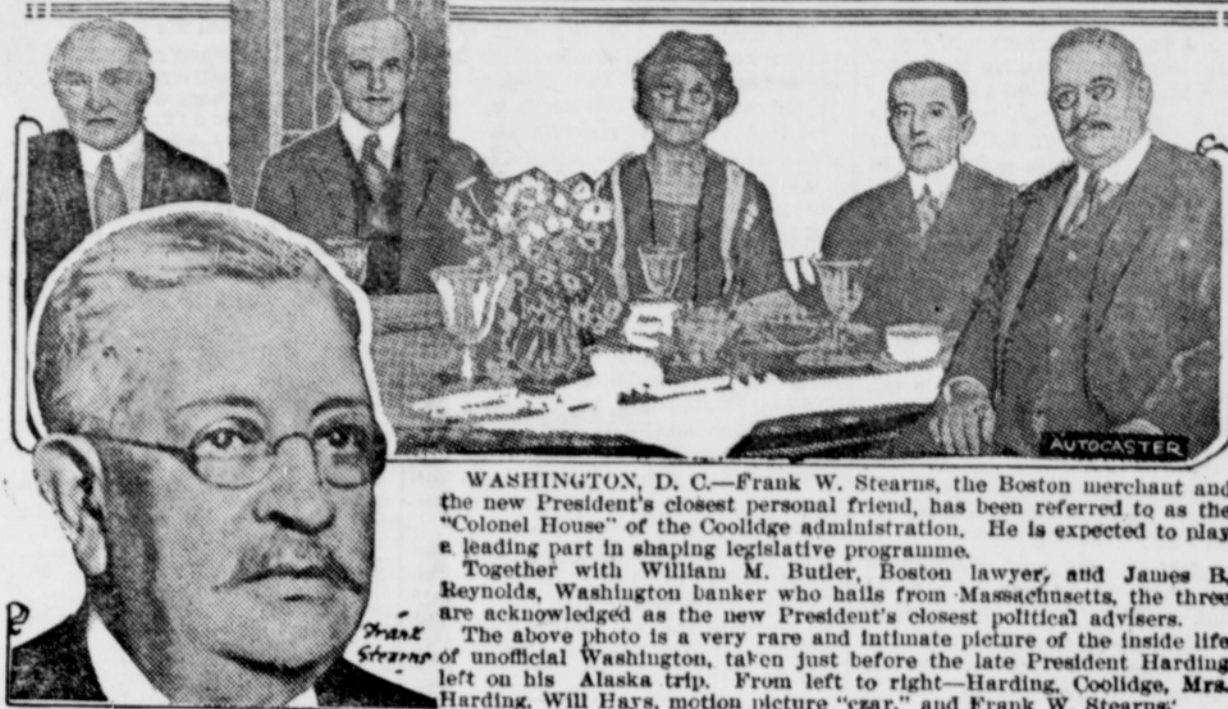 AUTOCASTER
WASHINGTON, D. C.—Frank W. Stearns, the Boston merchant and
the new President's closest personal friend, has been referred to as the
"Colonel House" of the Coolidge administration. He is expected to play
a leading part in shaping legislative programme.
Together with William M. Butler, Boston lawyer, and James B.
Reynolds, Washington banker who hails from Massachusetts, the three
are acknowledged as the new President's closest political advisers.
The above photo is a very rare and intimate picture of the inside life
of unofficial Washington, taken just before the late President Harding
left on his Alaska trip. From left to right—Harding, Coolidge, Mrs.
Harding, Will Hays, motion picture "czar," and Frank W. Stearns.
Frank
Stearns